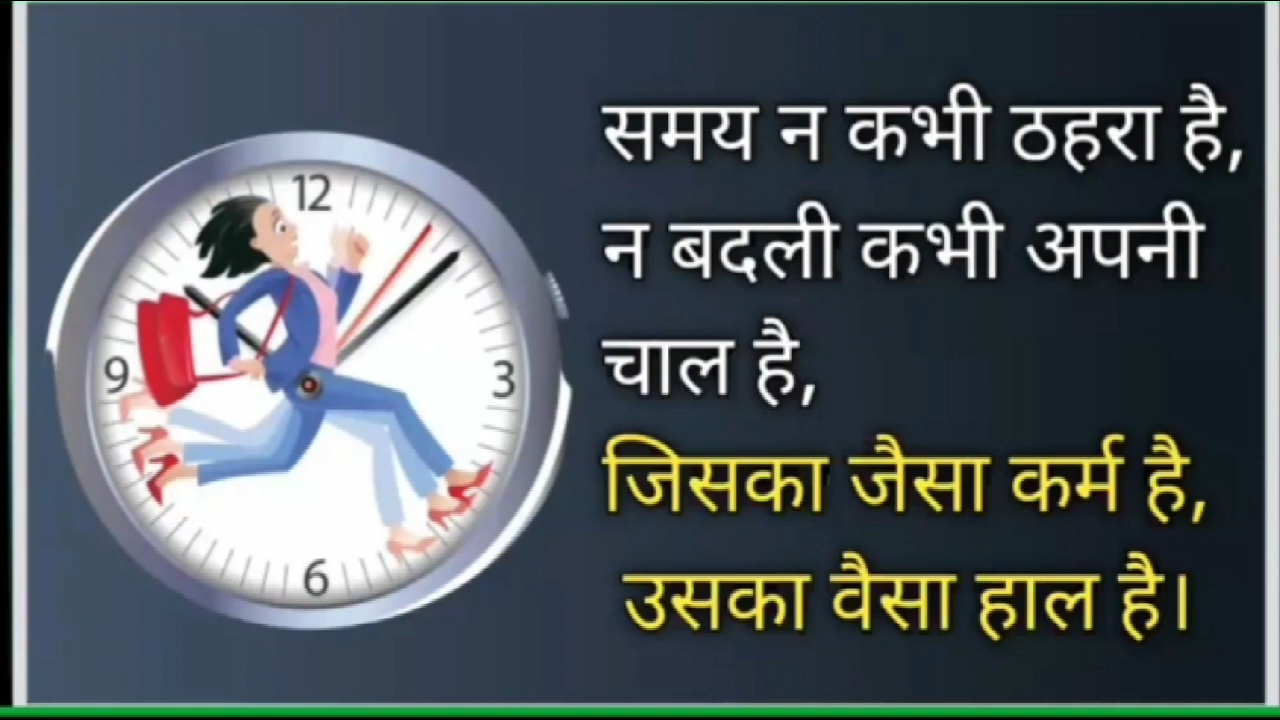 समय न कभी ठहरा है,
न बदली कभी अपनी
चाल है,
जिसका जैसा कर्म है,
उसका वैसा हाल है।
12
9
3
6